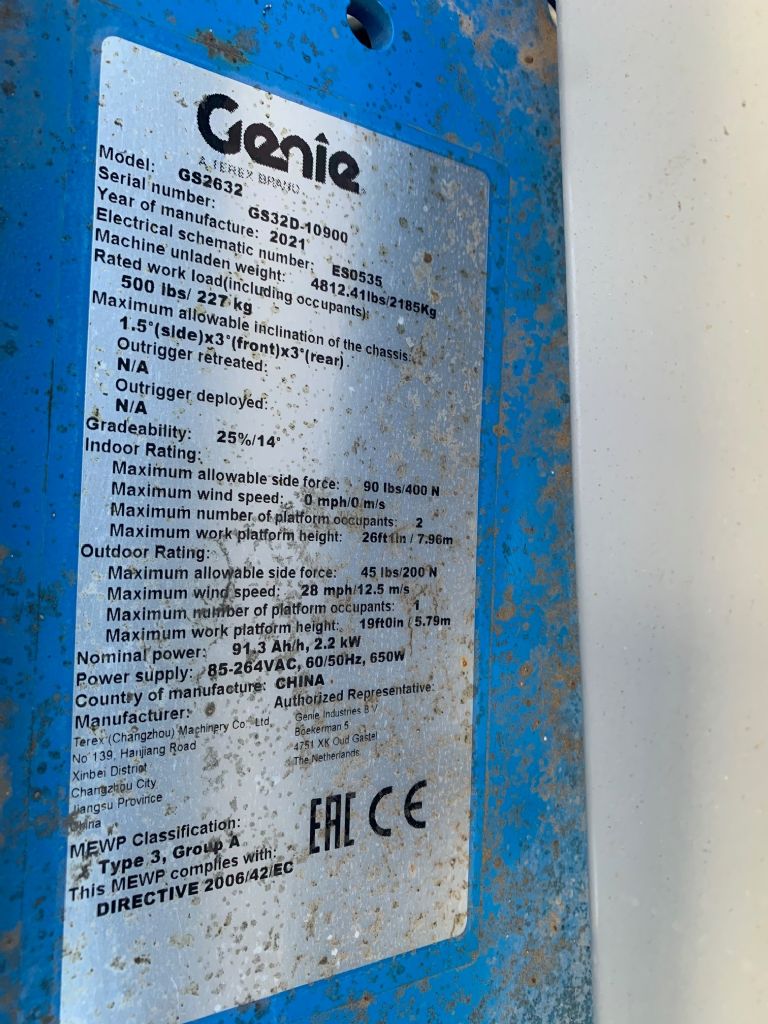 Genie
A TEREX BRAND
Model: GS2632
Serial number: GS32D-10900
Year of manufacture: 2021
Electrical schematic number: ES0535
Machine unladen weight: 4812.41lbs/2185Kg
Rated work load(including occupants):
500 lbs/ 227 kg
Maximum allowable inclination of the chassis:
1.5°(side)x3°(front)x3°(rear)
Outrigger retreated:
N/A
Outrigger deployed:
N/A
Gradeability: 25%/14°
Indoor Rating:
Maximum allowable side force: 90 lbs/400 N
Maximum wind speed: 0 mph/0 m/s
Maximum number of platform occupants: 2
Maximum work platform height: 26ft1in / 7.96m
Outdoor Rating:
Maximum allowable side force: 45 lbs/200 N
Maximum wind speed: 28 mph/12.5 m/s
Maximum number of platform occupants: 1
Maximum work platform height: 19ft0in / 5.79m
Nominal power: 91.3 Ah/h, 2.2 kW
Power supply: 85-264VAC, 60/50Hz, 650W
Country of manufacture: CHINA
Manufacturer:
Terex (Changzhou) Machinery Co. Ltd.
No 139, Hanjiang Road
Xinbei District
Changzhou City
Jiangsu Province
China
Authorized Representative:
Genie Industries B.V
Boekerman 5
4751 XK Oud Gastel
The Netherlands
MEWP Classification:
Type 3, Group A
This MEWP complies with:
DIRECTIVE 2006/42/EC
EAC CE